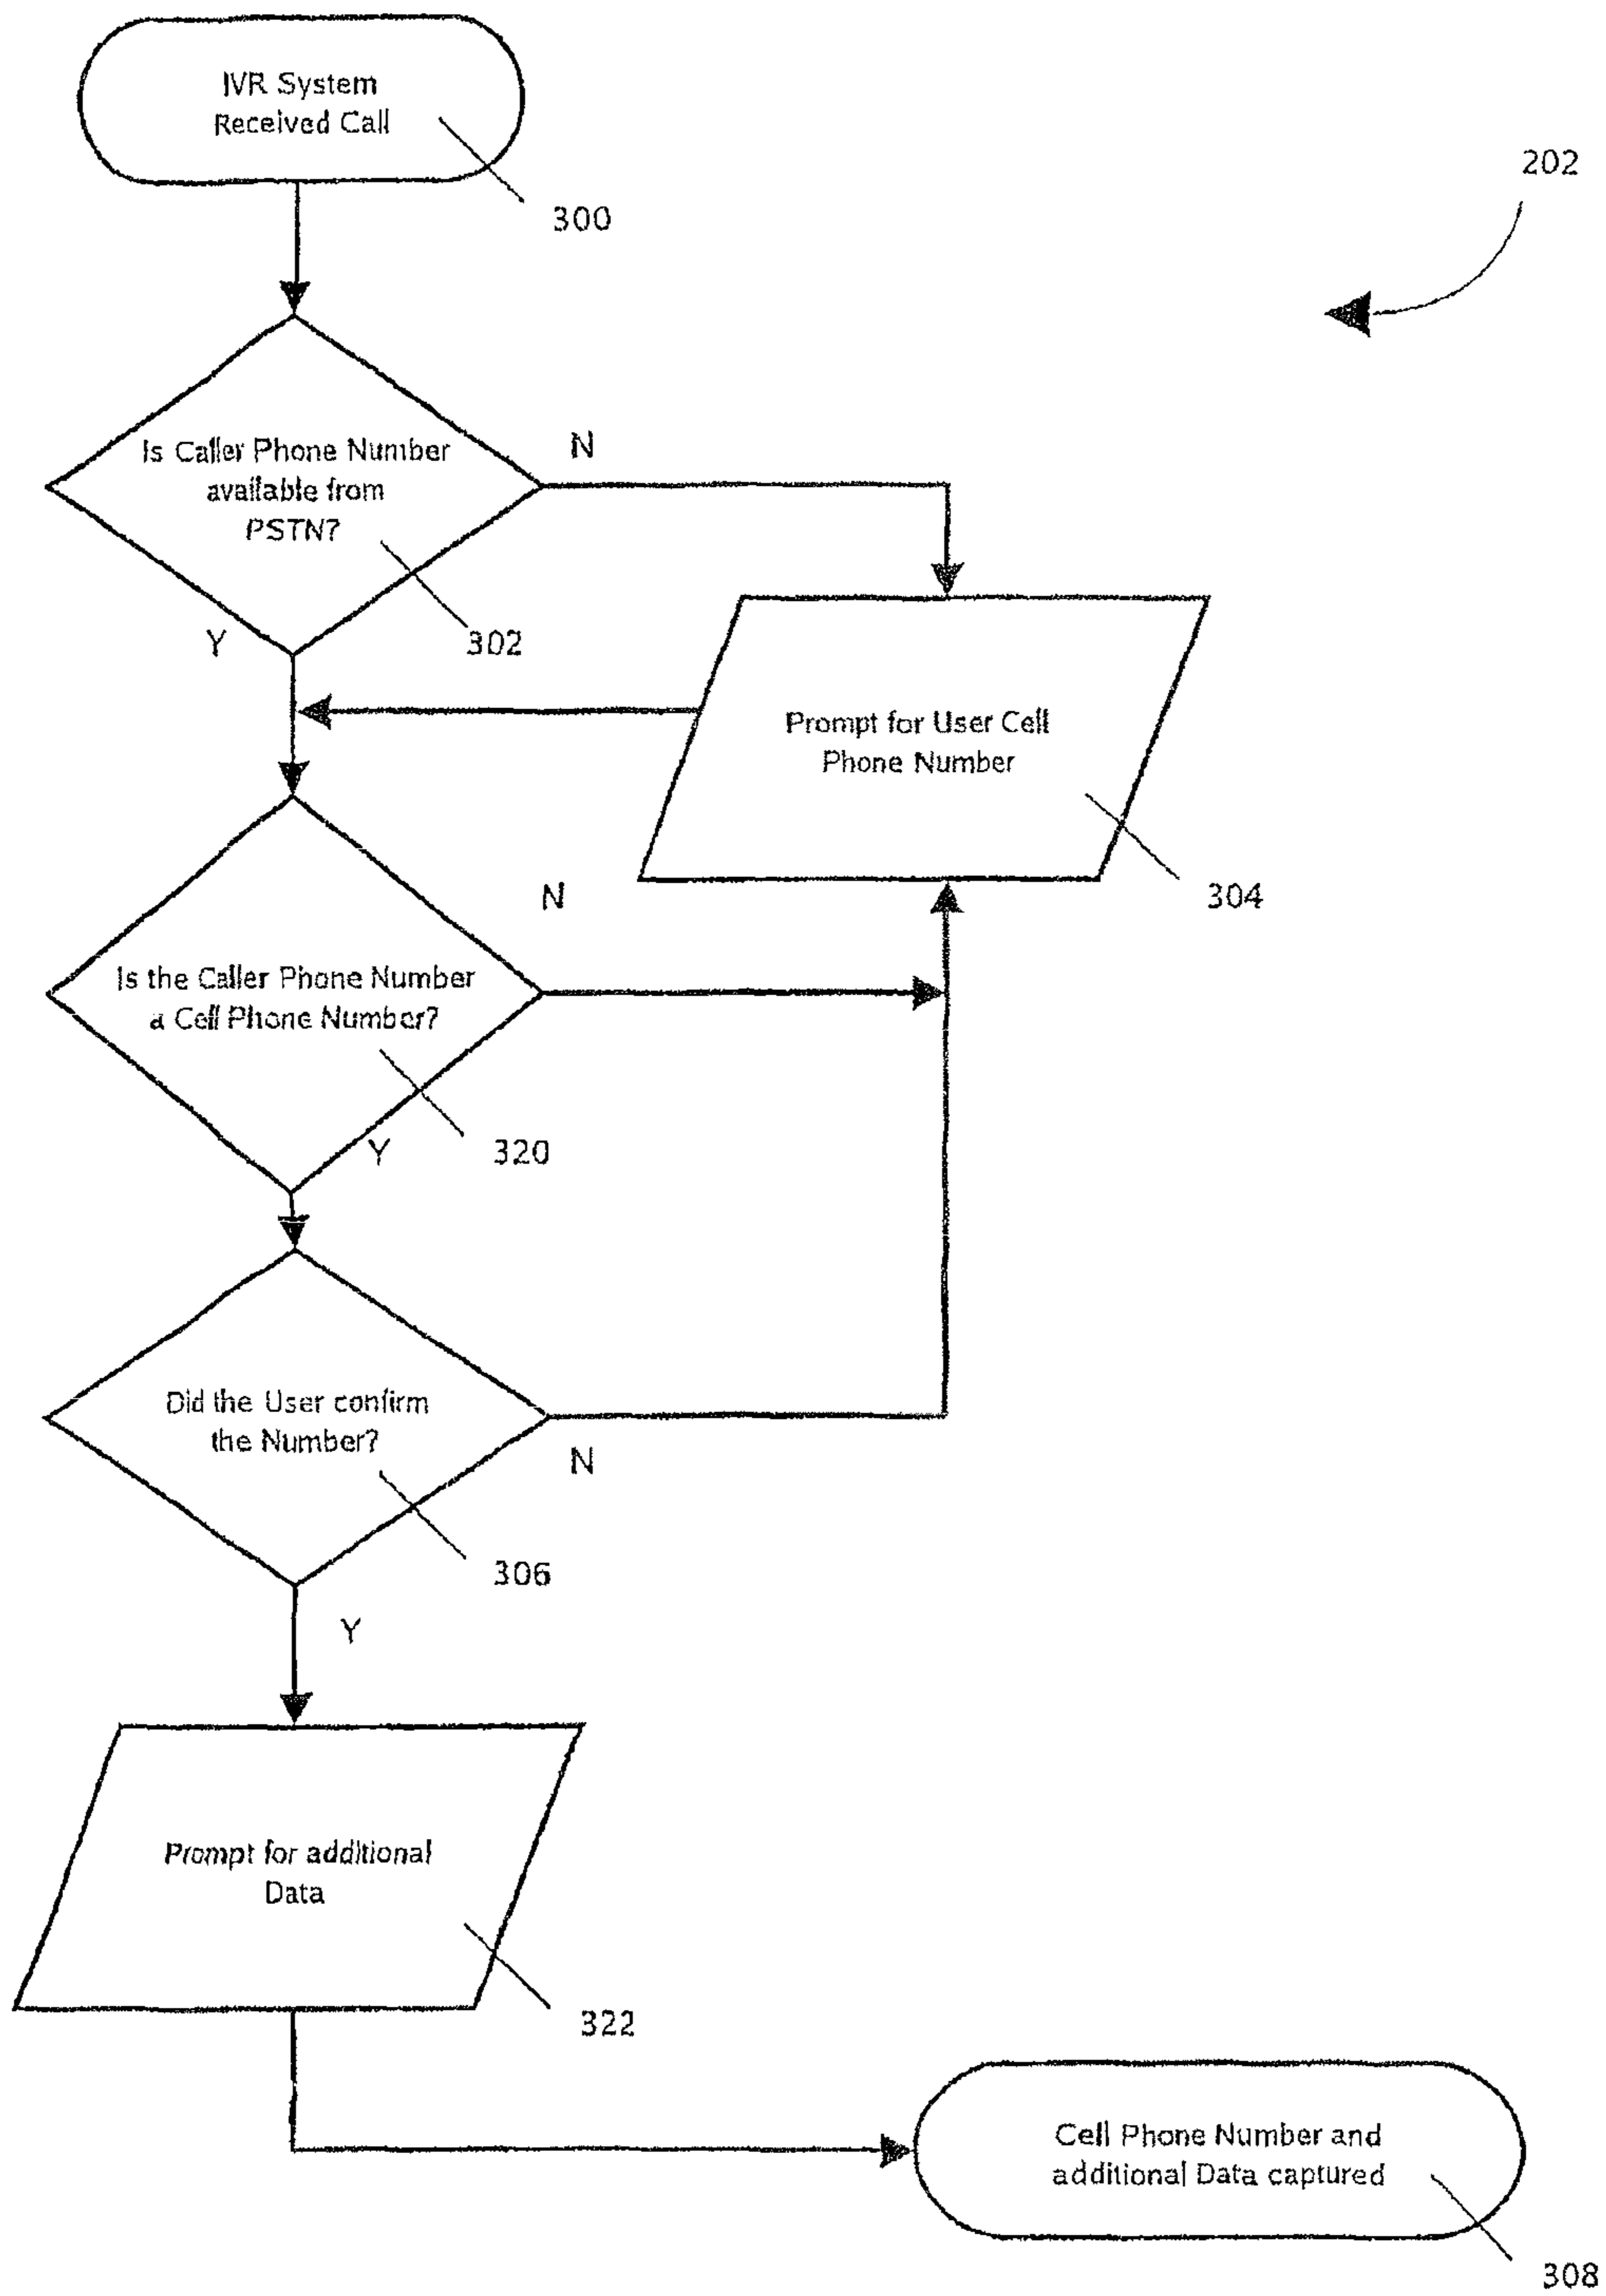 IVR System
Received Call
300
202
Is Caller Phone Number
available from
PSTN?
N
302
Y
Prompt for User Cell
Phone Number
304
N
Is the Caller Phone Number
a Cell Phone Number?
320
Y
Did the User confirm
the Number?
N
306
Y
Prompt for additional
Data
322
Cell Phone Number and
additional Data captured
308